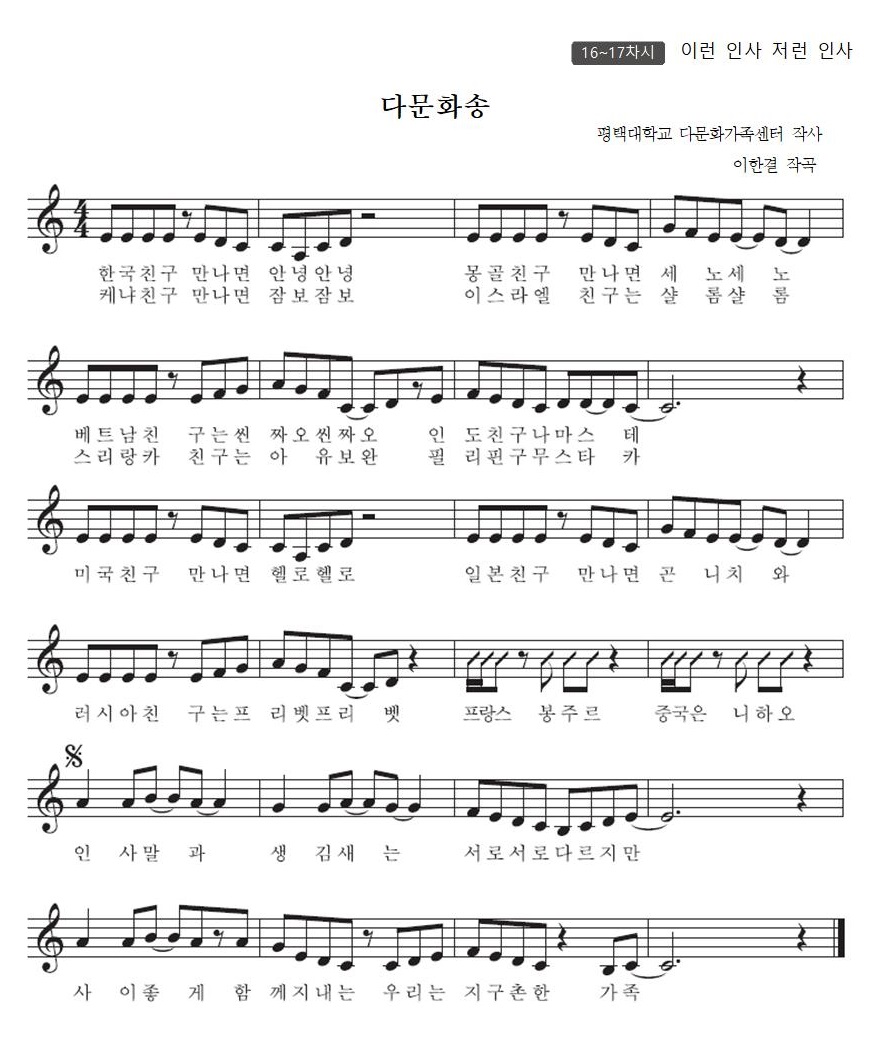 16~17차시 이런 인사 저런 인사
다문화송
평택대학교 다문화가족센터 작사
이한결 작곡
한국친구 만나면 안녕안녕 몽골친구 만나면 세 노세 노
케냐친구 만나면 잠보잠보 이스라엘 친구는 샬 롬샬 롬
베트남친 구는씬 짜오씬짜오 인 도친구나마스 테
스리랑카 친구는 아 유보완 필 리핀구무스타 카
미국친구 만나면 헬로헬로 일본친구 만나면 곤 니치 와
러시아친 구는프 리벳프리 벳 프랑스 봉주르 중국은 니하오
인 사말 과 생 김새 는 서로서로다르지만
사 이좋 게 함 께지내는 우리는 지구촌한 가족